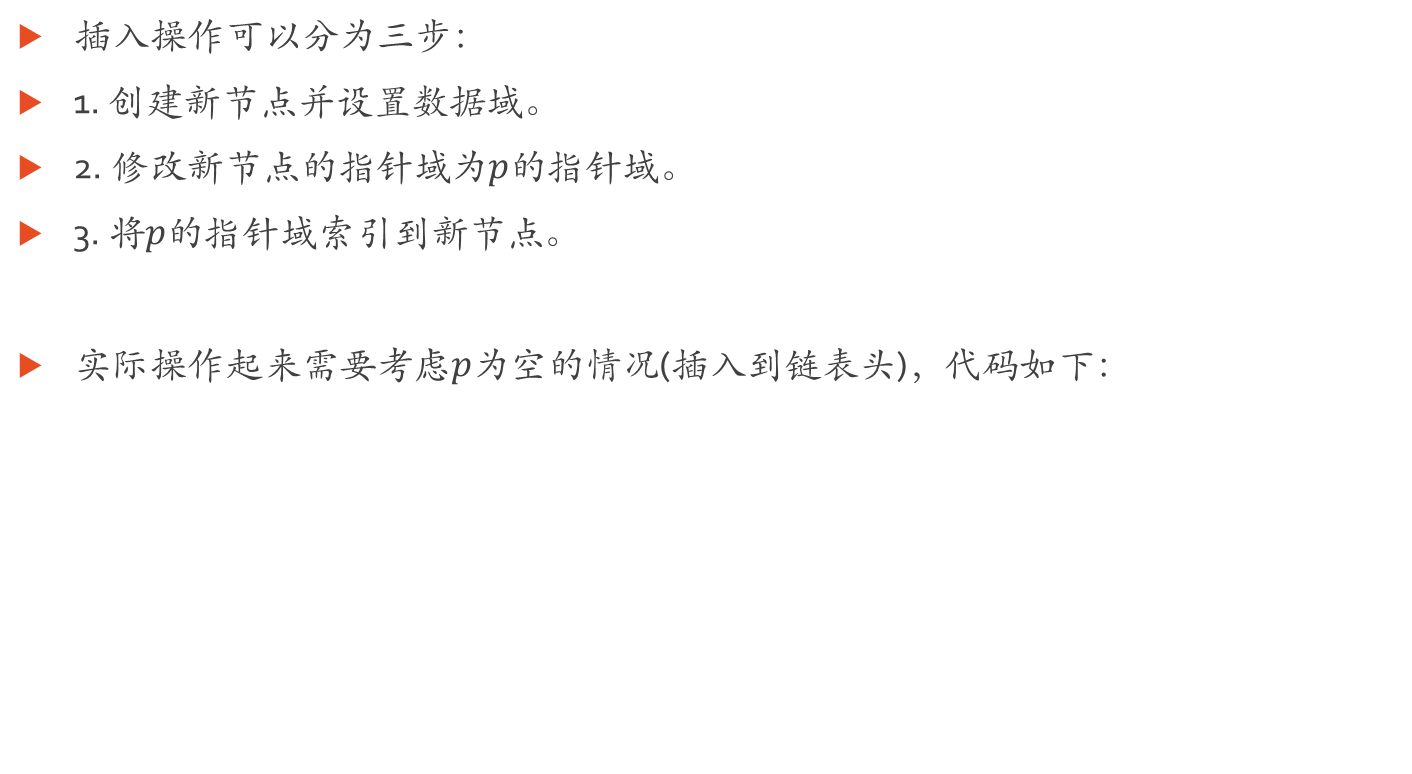 插入操作可以分为三步：
1. 创建新节点并设置数据域。
2. 修改新节点的指针域为p的指针域。
3. 将p的指针域索引到新节点。
实际操作起来需要考虑p为空的情况(插入到链表头)，代码如下：